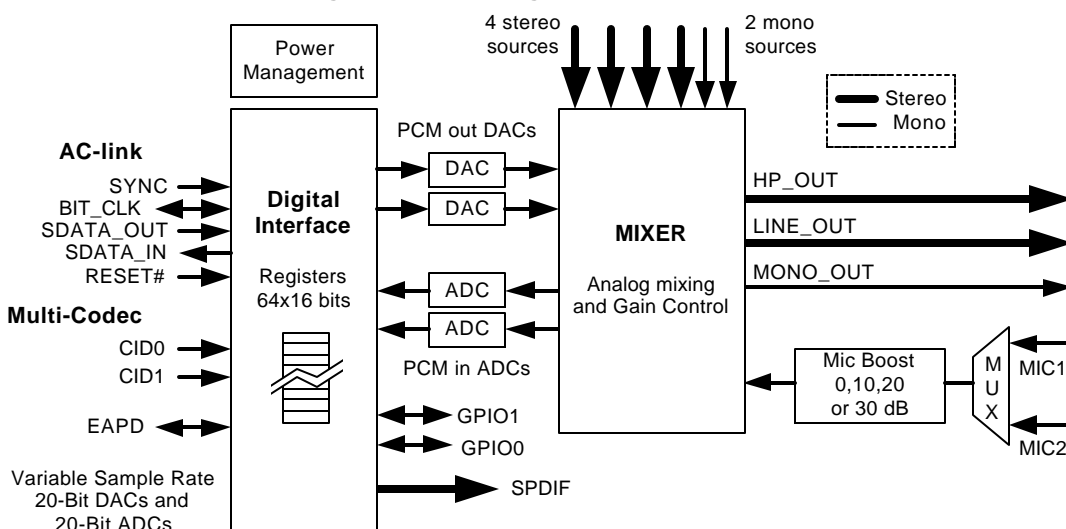 4 stereo
sources
2 mono
sources
Power
Management
Stereo
Mono
PCM out DACs
AC-link
SYNC
BIT_CLK
SDATA_OUT
SDATA_IN
RESET#
Digital
Interface
Registers
64x16 bits
DAC
DAC
ADC
ADC
PCM in ADCs
MIXER
Analog mixing
and Gain Control
HP_OUT
LINE_OUT
MONO_OUT
Multi-Codec
CID0
CID1
EAPD
GPIO1
GPIO0
SPDIF
Mic Boost
0,10,20
or 30 dB
M
U
X
MIC1
MIC2
Variable Sample Rate
20-Bit DACs and
20-Bit ADCs